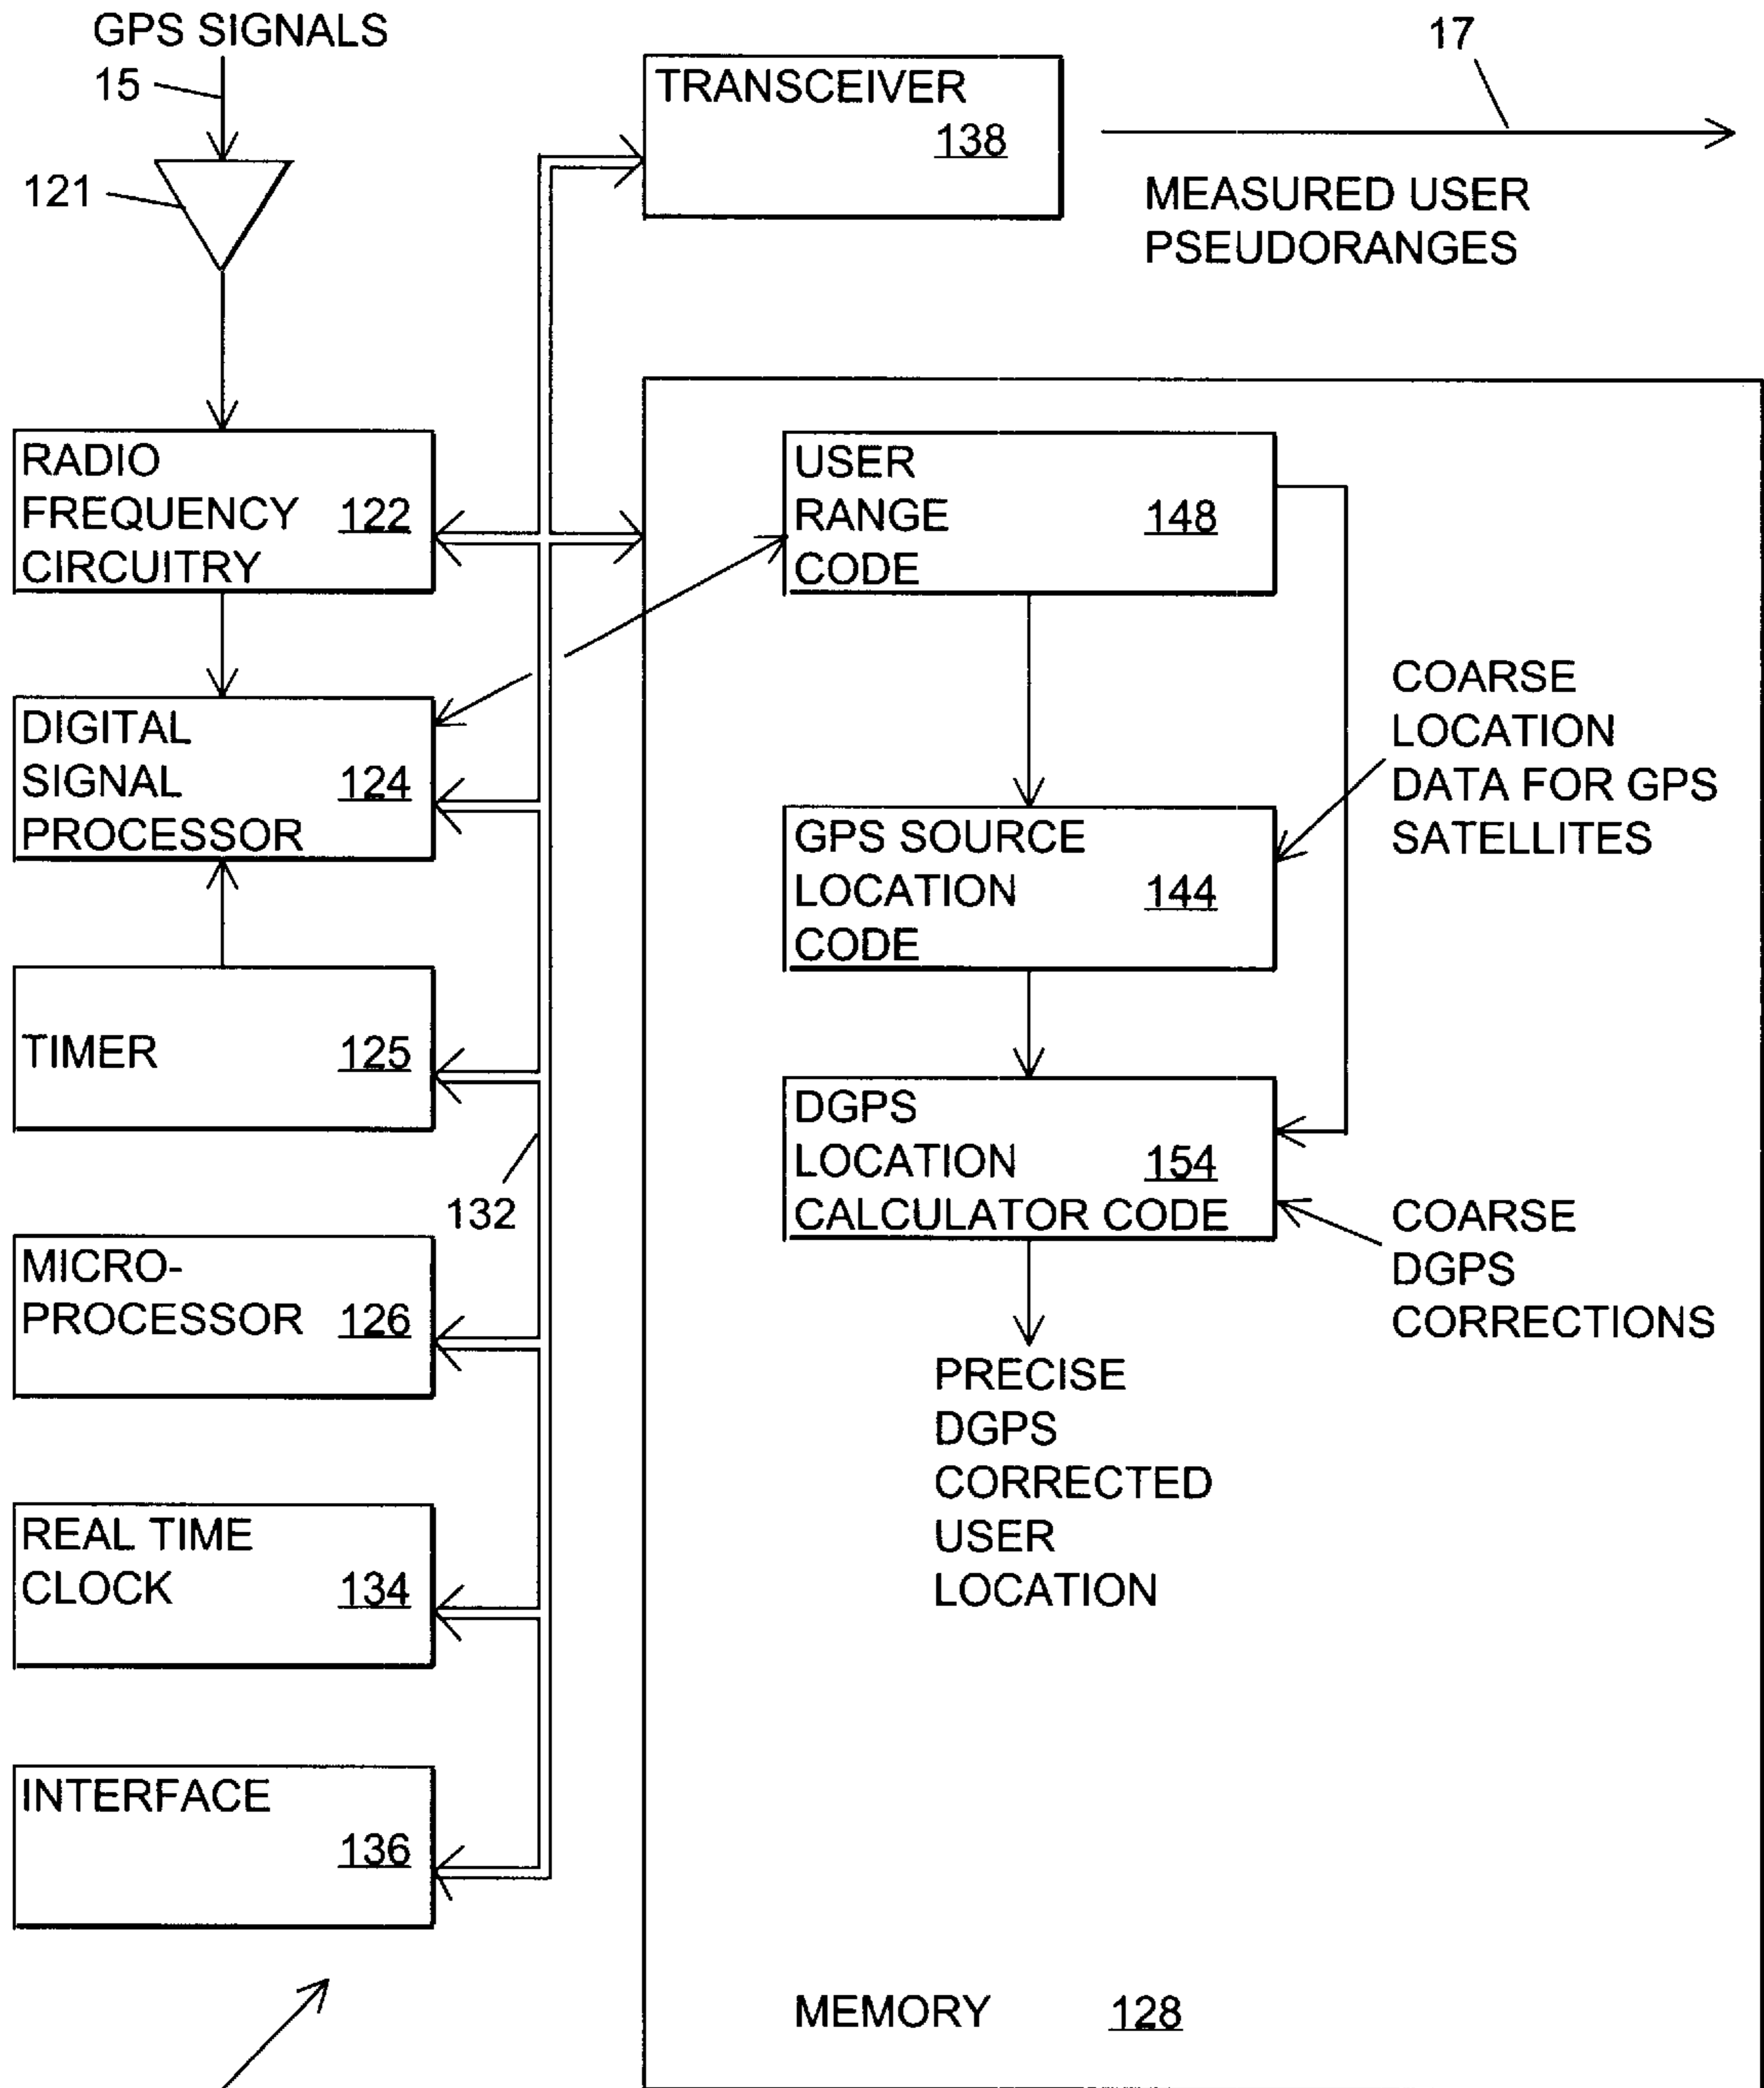 GPS SIGNALS
15
121
TRANSCEIVER
138
17
MEASURED USER
PSEUDORANGES
RADIO
FREQUENCY 122
CIRCUITRY
DIGITAL
SIGNAL 124
PROCESSOR
TIMER 125
132
MICRO-
PROCESSOR 126
REAL TIME
CLOCK 134
INTERFACE
136
USER
RANGE 148
CODE
COARSE
LOCATION
DATA FOR GPS
SATELLITES
GPS SOURCE
LOCATION 144
CODE
DGPS
LOCATION 154
CALCULATOR CODE
COARSE
DGPS
CORRECTIONS
PRECISE
DGPS
CORRECTED
USER
LOCATION
MEMORY 128